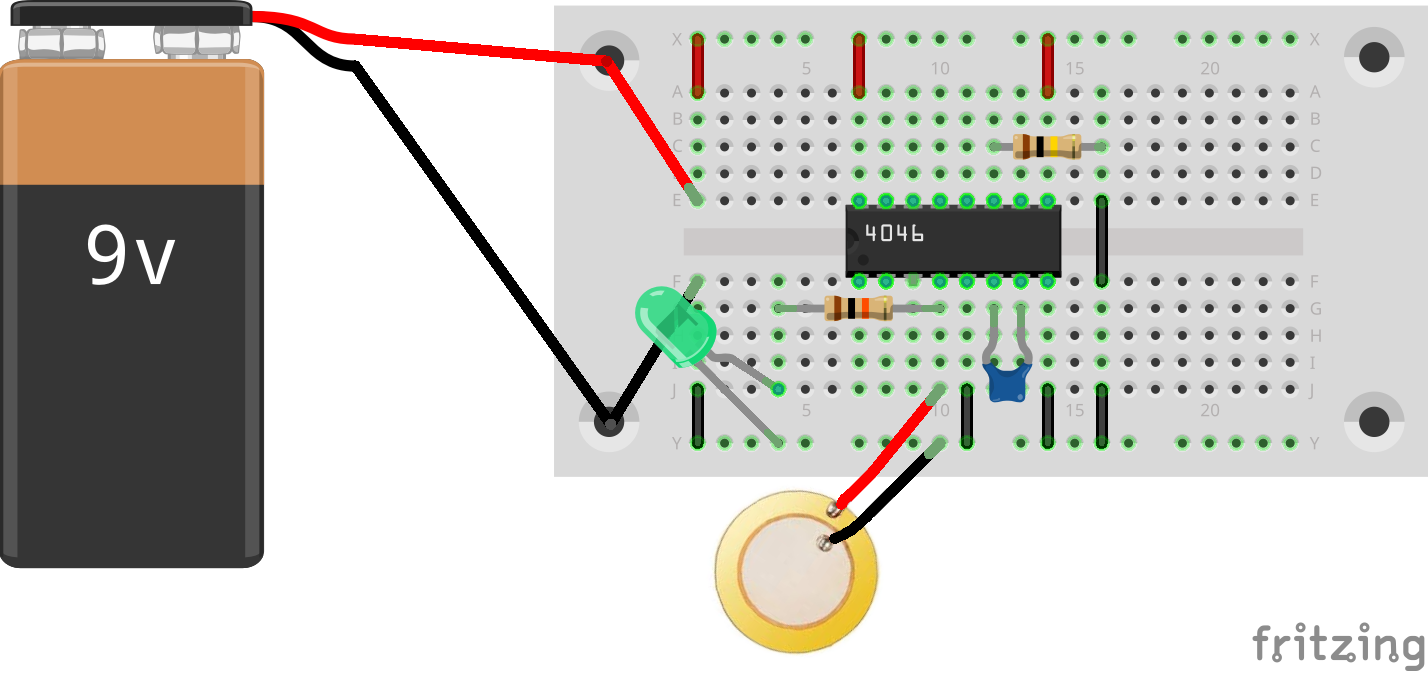 X X
5 10 15 20
A A
B B
C C
D D
E E
9v
4046
F F
G G
H H
I I
J J
5 10 15 20
Y Y
fritzing